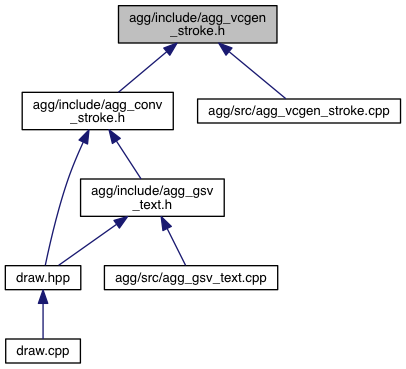 agg/include/agg_vcgen
_stroke.h
agg/include/agg_conv
_stroke.h
agg/src/agg_vcgen_stroke.cpp
agg/include/agg_gsv
_text.h
draw.hpp
agg/src/agg_gsv_text.cpp
draw.cpp